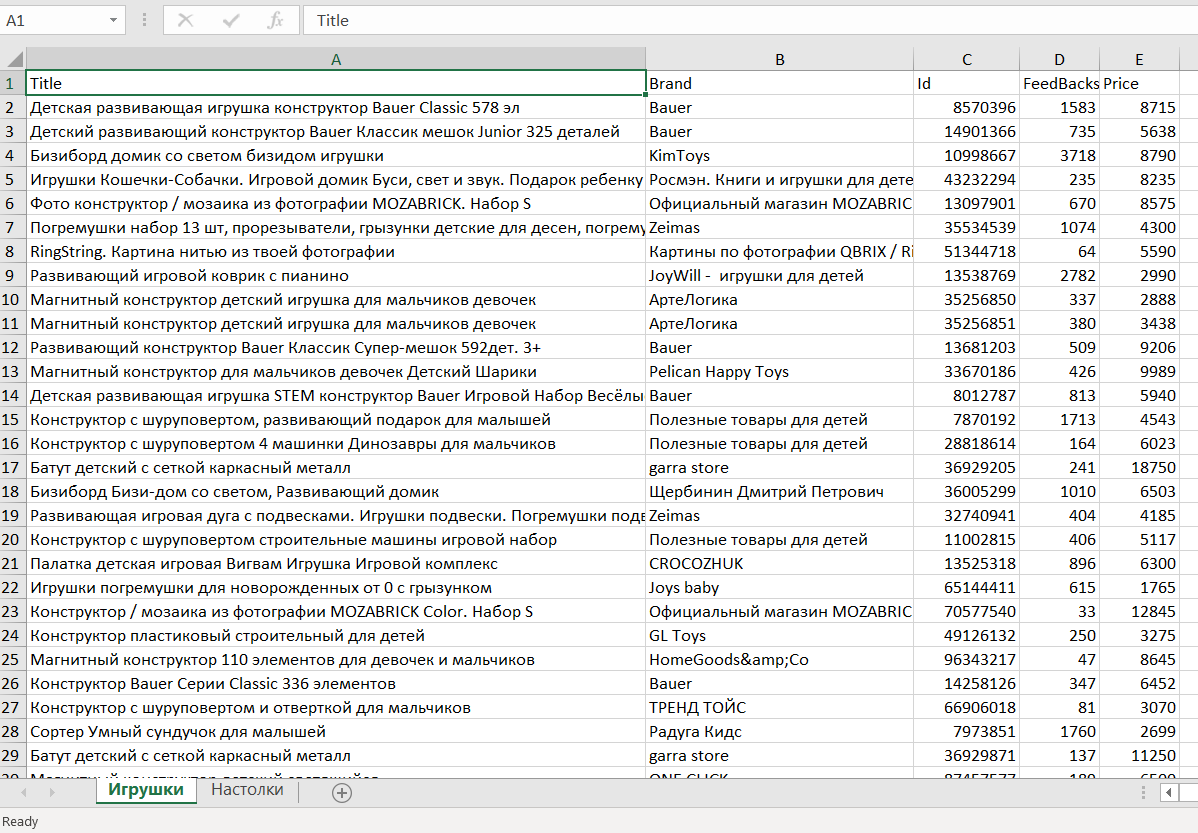 A1 fx Title
A B C D E
1 Title Brand Id FeedBacks Price
2 Детская развивающая игрушка конструктор Bauer Classic 578 эл Bauer 8570396 1583 8715
3 Детский развивающий конструктор Bauer Классик мешок Junior 325 деталей Bauer 14901366 735 5638
4 Бизиборд домик со светом бизидом игрушки KimToys 10998667 3718 8790
5 Игрушки Кошечки-Собачки. Игровой домик Буси, свет и звук. Подарок ребенку Росмэн. Книги и игрушки для дете 43232294 235 8235
6 Фото конструктор / мозаика из фотографии MOZABRICK. Набор S Официальный магазин MOZABRIC 13097901 670 8575
7 Погремушки набор 13 шт, прорезыватели, грызунки детские для десен, погрему Zeimas 35534539 1074 4300
8 RingString. Картина нитью из твоей фотографии Картины по фотографии QBRIX / Ri 51344718 64 5590
9 Развивающий игровой коврик с пианино JoyWill - игрушки для детей 13538769 2782 2990
10 Магнитный конструктор детский игрушка для мальчиков девочек АртеЛогика 35256850 337 2888
11 Магнитный конструктор детский игрушка для мальчиков девочек АртеЛогика 35256851 380 3438
12 Развивающий конструктор Bauer Классик Супер-мешок 592дет. 3+ Bauer 13681203 509 9206
13 Магнитный конструктор для мальчиков девочек Детский Шарики Pelican Happy Toys 33670186 426 9989
14 Детская развивающая игрушка STEM конструктор Bauer Игровой Набор Весёлы Bauer 8012787 813 5940
15 Конструктор с шуруповертом, развивающий подарок для малышей Полезные товары для детей 7870192 1713 4543
16 Конструктор с шуруповертом 4 машинки Динозавры для мальчиков Полезные товары для детей 28818614 164 6023
17 Батут детский с сеткой каркасный металл garra store 36929205 241 18750
18 Бизиборд Бизи-дом со светом, Развивающий домик Щербинин Дмитрий Петрович 36005299 1010 6503
19 Развивающая игровая дуга с подвесками. Игрушки подвески. Погремушки подв Zeimas 32740941 404 4185
20 Конструктор с шуруповертом строительные машины игровой набор Полезные товары для детей 11002815 406 5117
21 Палатка детская игровая Вигвам Игрушка Игровой комплекс CROCOZHUK 13525318 896 6300
22 Игрушки погремушки для новорожденных от 0 с грызунком Joys baby 65144411 615 1765
23 Конструктор / мозаика из фотографии MOZABRICK Color. Набор S Официальный магазин MOZABRIC 70577540 33 12845
24 Конструктор пластиковый строительный для детей GL Toys 49126132 250 3275
25 Магнитный конструктор 110 элементов для девочек и мальчиков HomeGoods&amp;Co 96343217 47 8645
26 Конструктор Bauer Серии Classic 336 элементов Bauer 14258126 347 6452
27 Конструктор с шуруповертом и отверткой для мальчиков ТРЕНД ТОЙС 66906018 81 3070
28 Сортер Умный сундучок для малышей Радуга Кидс 7973851 1760 2699
29 Батут детский с сеткой каркасный металл garra store 36929871 137 11250
Игрушки Настолки
Ready